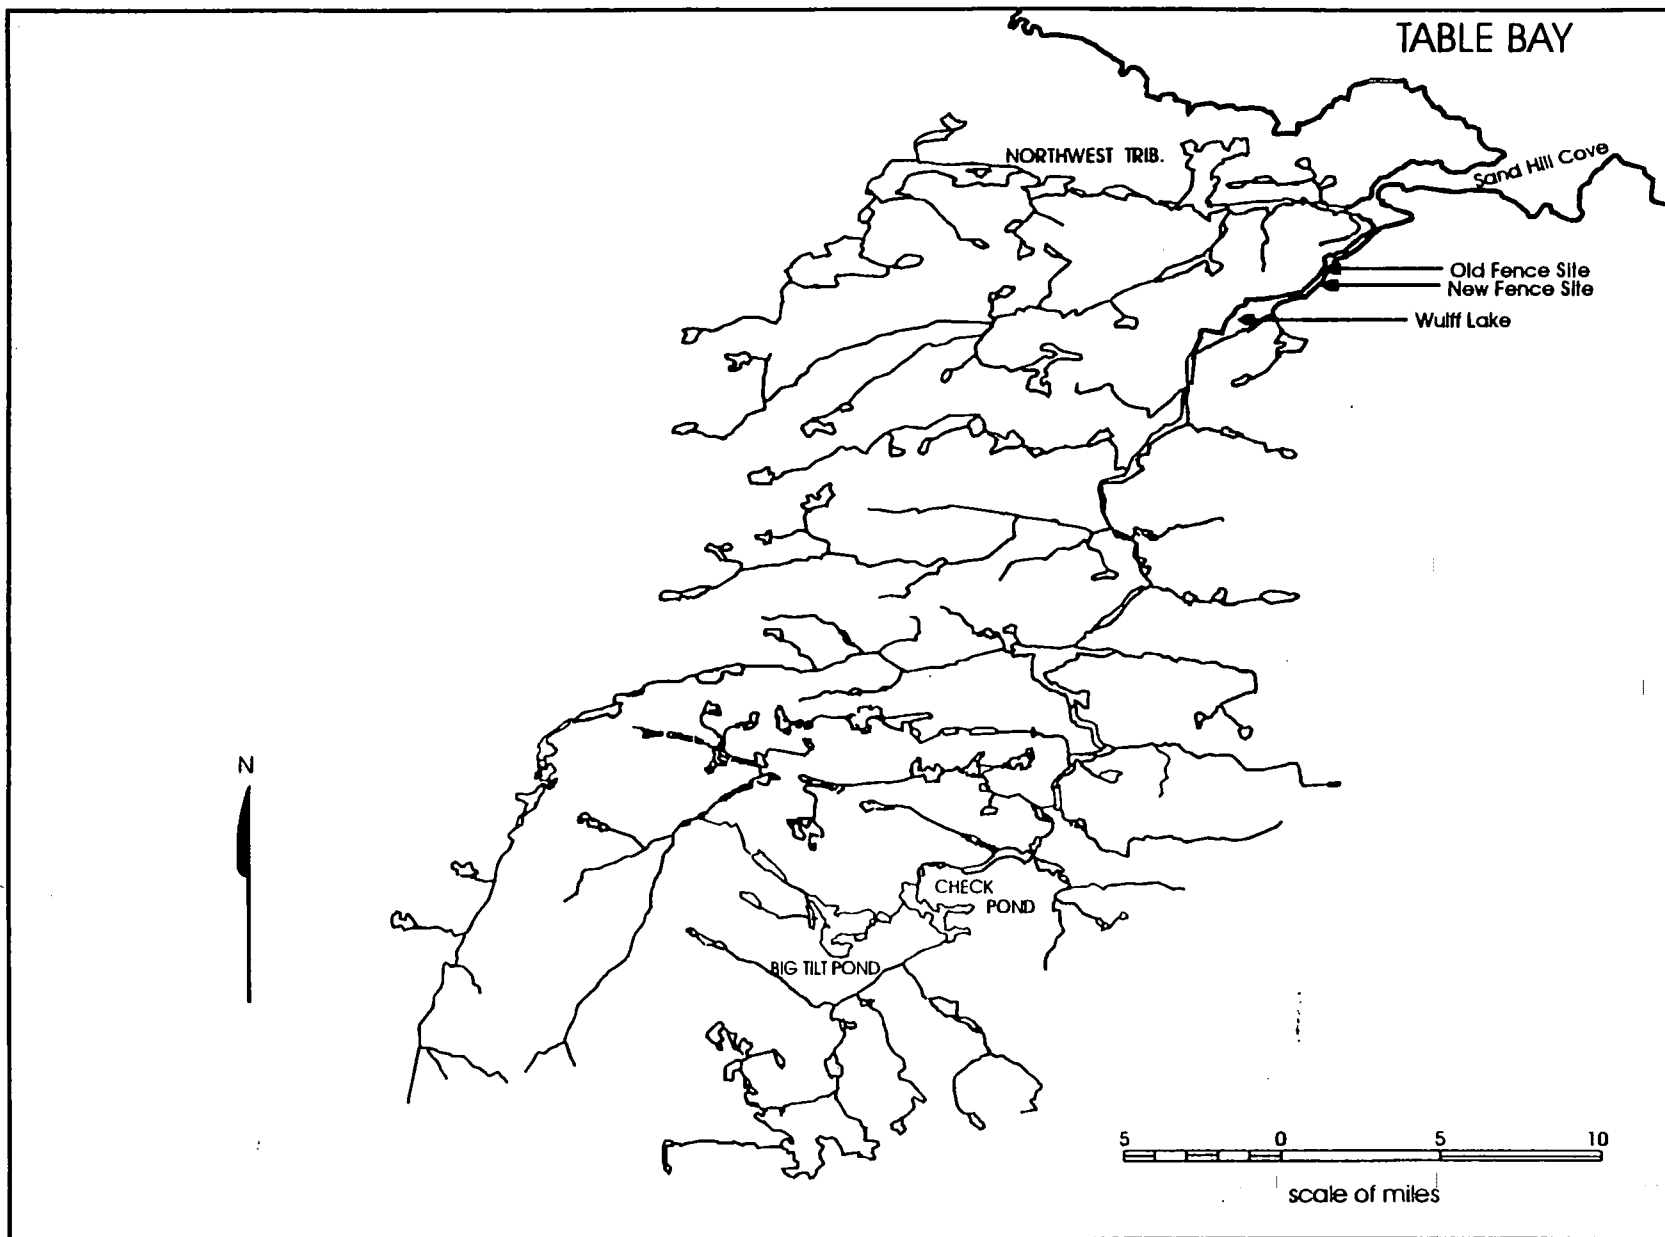 TABLE BAY
NORTHWEST TRIB.
Sand Hill Cove
Old Fence Site
New Fence Site
Wulff Lake
N
CHECK
POND
BIG TILT POND
5 0 5 10
scale of miles